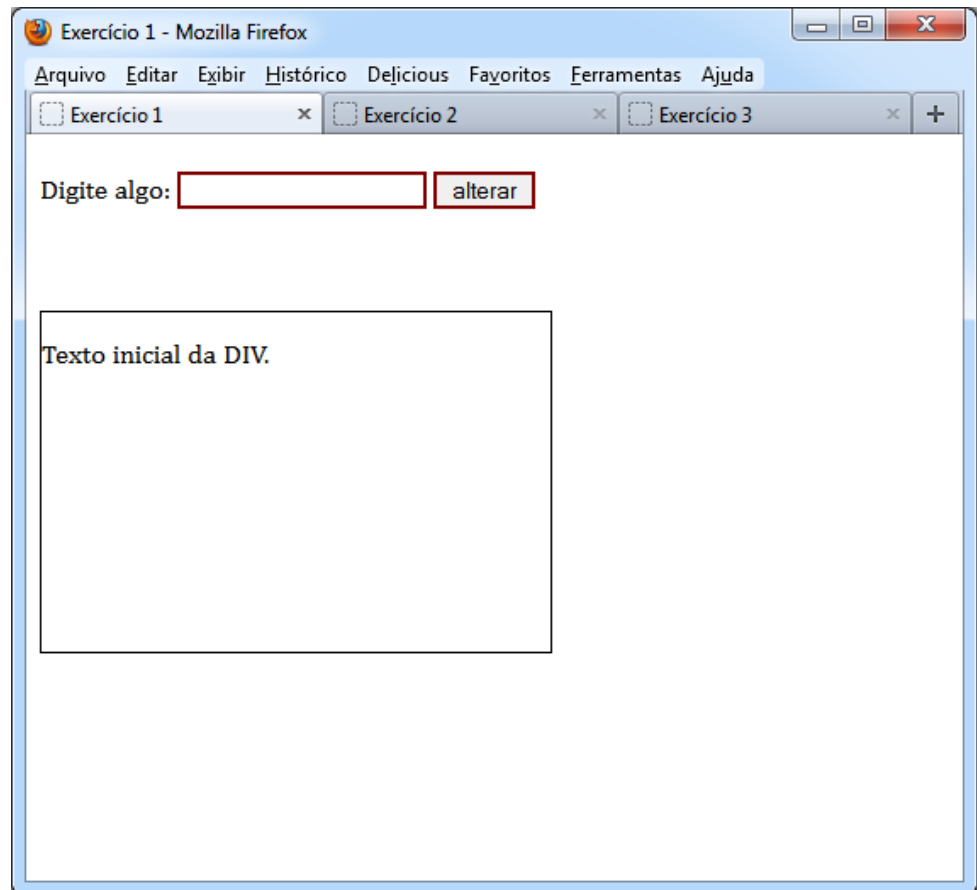 Exercício 1 - Mozilla Firefox
Arquivo Editar Exibir Histórico Delicious Favoritos Ferramentas Ajuda
Exercício 1 Exercício 2 Exercício 3
Digite algo: alterar
Texto inicial da DIV.